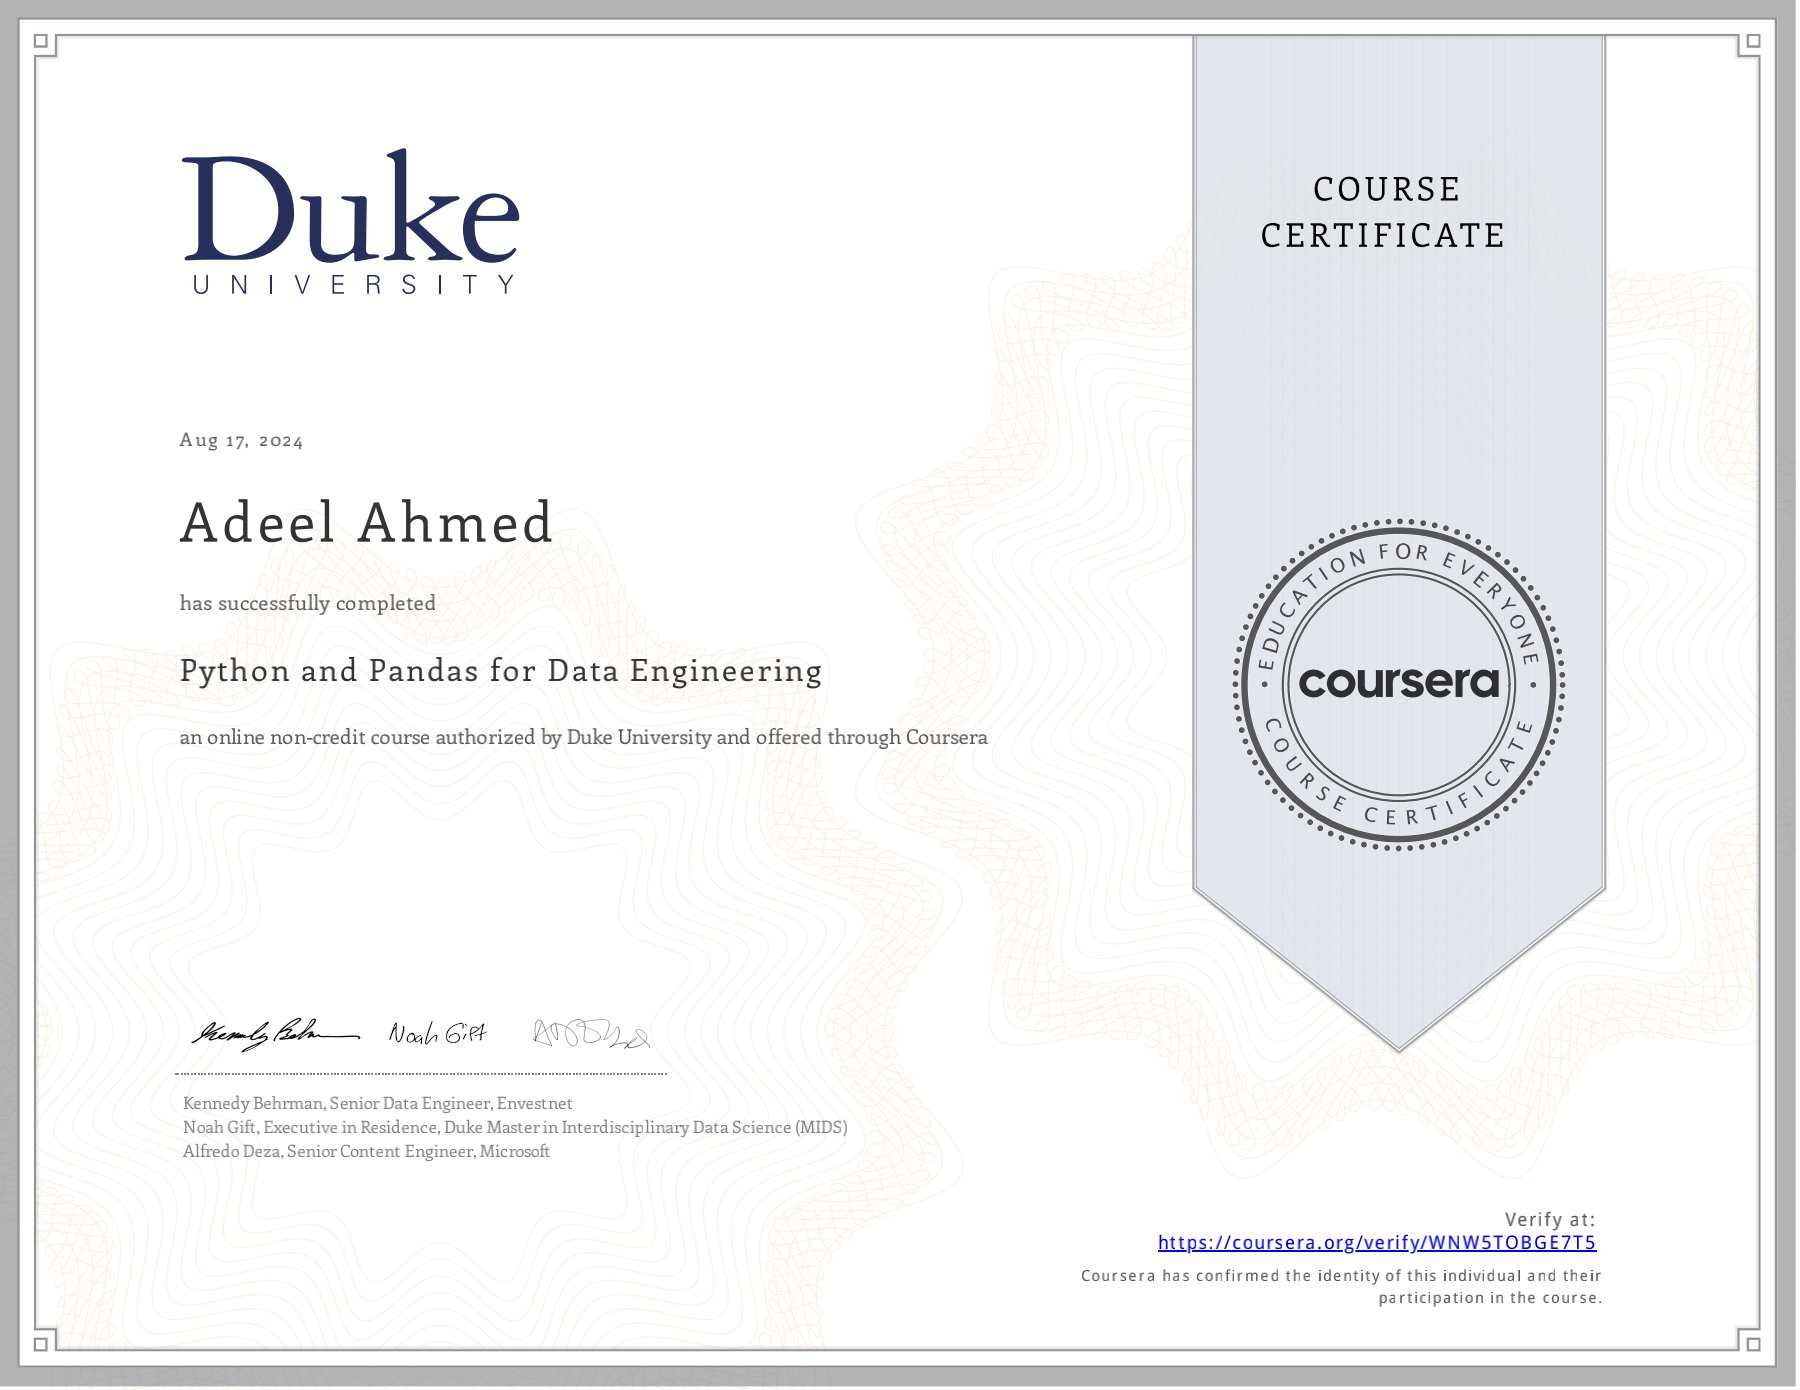 Duke
UNIVERSITY
COURSE
CERTIFICATE
Aug 17, 2024
Adeel Ahmed
has successfully completed
Python and Pandas for Data Engineering
an online non-credit course authorized by Duke University and offered through Coursera
EDUCATION FOR EVERYONE
coursera
COURSE CERTIFICATE
Noah Gift
Kennedy Behrman, Senior Data Engineer, Envestnet
Noah Gift, Executive in Residence, Duke Master in Interdisciplinary Data Science (MIDS)
Alfredo Deza, Senior Content Engineer, Microsoft
Verify at:
https://coursera.org/verify/WNW5TOBGE7T5
Coursera has confirmed the identity of this individual and their
participation in the course.